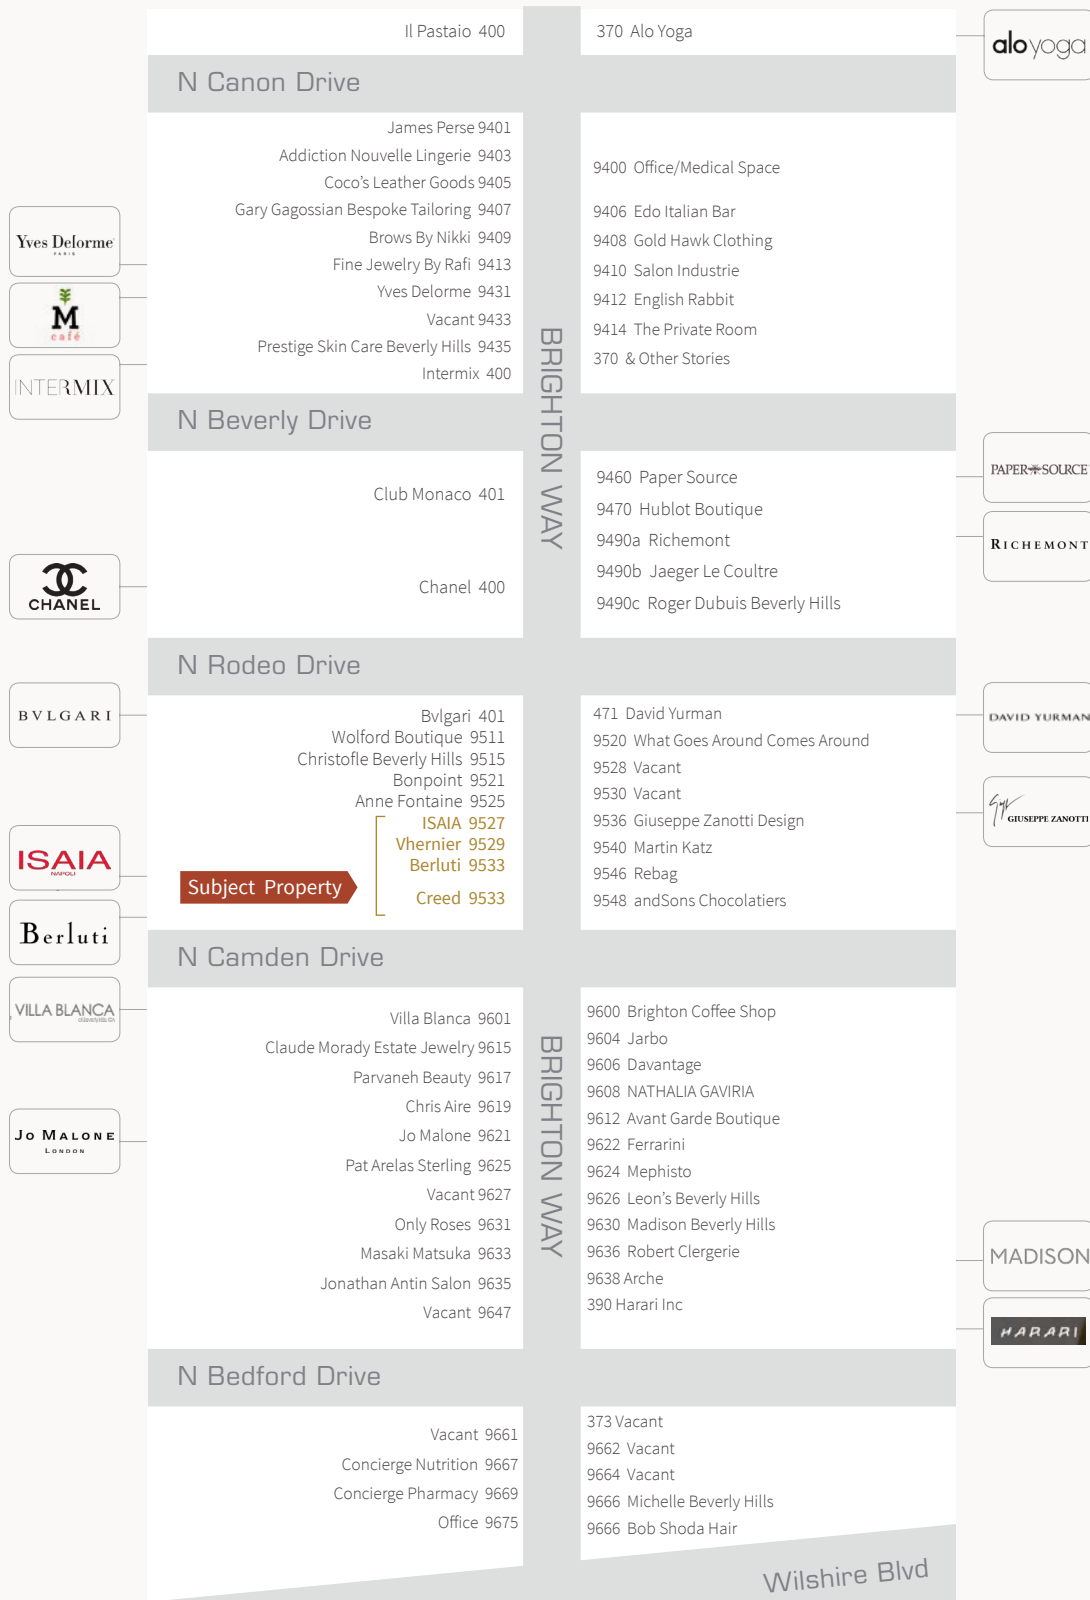 Il Pastaio 400
370 Alo Yoga
alo yoga
N Canon Drive
James Perse 9401
Addiction Nouvelle Lingerie 9403
Coco's Leather Goods 9405
Gary Gagossian Bespoke Tailoring 9407
Brows By Nikki 9409
Fine Jewelry By Rafi 9413
Yves Delorme 9431
Vacant 9433
Prestige Skin Care Beverly Hills 9435
Intermix 400
9400 Office/Medical Space
9406 Edo Italian Bar
9408 Gold Hawk Clothing
9410 Salon Industrie
9412 English Rabbit
9414 The Private Room
370 & Other Stories
Yves Delorme
PARIS
M
café
INTERMIX
BRIGHTON WAY
N Beverly Drive
Club Monaco 401
Chanel 400
9460 Paper Source
9470 Hublot Boutique
9490a Richemont
9490b Jaeger Le Coultre
9490c Roger Dubuis Beverly Hills
PAPER SOURCE
RICHEMONT
CHANEL
N Rodeo Drive
BVLGARI
Bvlgari 401
Wolford Boutique 9511
Christofle Beverly Hills 9515
Bonpoint 9521
Anne Fontaine 9525
ISAIA 9527
Vhernier 9529
Berluti 9533
Creed 9533
Subject Property
471 David Yurman
9520 What Goes Around Comes Around
9528 Vacant
9530 Vacant
9536 Giuseppe Zanotti Design
9540 Martin Katz
9546 Rebag
9548 andSons Chocolatiers
DAVID YURMAN
GIUSEPPE ZANOTTI
ISAIA
NAPOLI
Berluti
N Camden Drive
VILLA BLANCA
Villa Blanca 9601
Claude Morady Estate Jewelry 9615
Parvaneh Beauty 9617
Chris Aire 9619
Jo Malone 9621
Pat Arelas Sterling 9625
Vacant 9627
Only Roses 9631
Masaki Matsuka 9633
Jonathan Antin Salon 9635
Vacant 9647
BRIGHTON WAY
9600 Brighton Coffee Shop
9604 Jarbo
9606 Davantage
9608 NATHALIA GAVIRIA
9612 Avant Garde Boutique
9622 Ferrarini
9624 Mephisto
9626 Leon's Beverly Hills
9630 Madison Beverly Hills
9636 Robert Clergerie
9638 Arche
390 Harari Inc
JO MALONE
LONDON
MADISON
HARARI
N Bedford Drive
Vacant 9661
Concierge Nutrition 9667
Concierge Pharmacy 9669
Office 9675
373 Vacant
9662 Vacant
9664 Vacant
9666 Michelle Beverly Hills
9666 Bob Shoda Hair
Wilshire Blvd